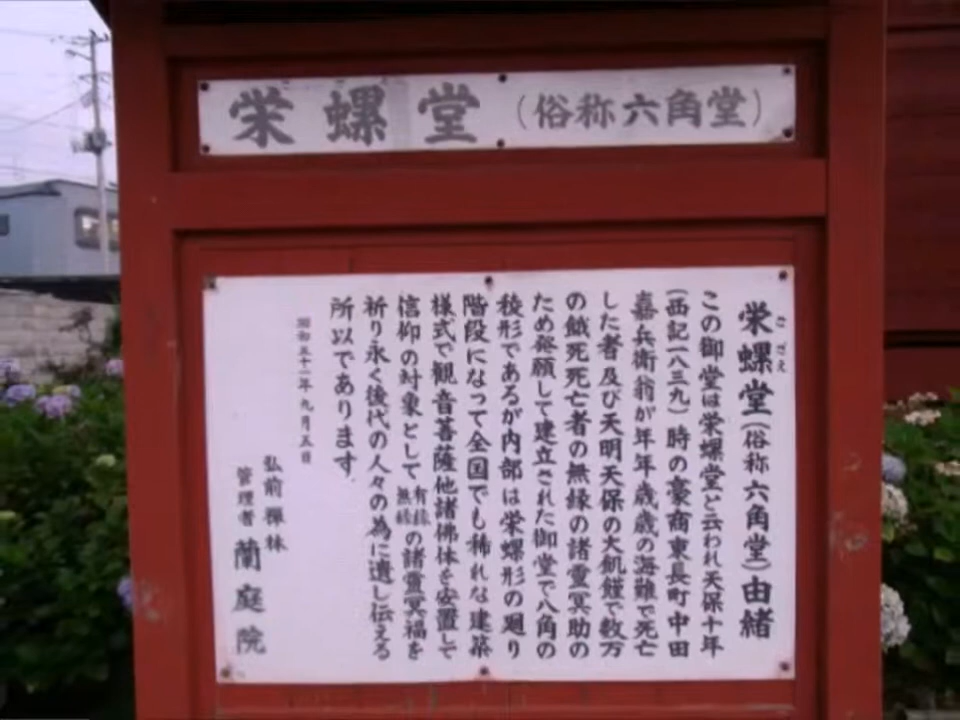 栄螺堂（俗称六角堂）
栄螺堂（俗称六角堂）由緒
さざえ
この御堂は栄螺堂と云われ天保十年
（西記一八三九）時の豪商東長町中田
嘉兵衛翁が年年歳歳の海難で死亡
した者及び天明天保の大飢饉で数万
の餓死死亡者の無縁の諸霊冥助の
ため発願して建立された御堂で八角の
稜形であるが内部は栄螺形の廻り
階段になって全国でも稀れな建築
様式で観音菩薩他諸佛体を安置して
信仰の対象として有縁無縁の諸霊冥福を
祈り永く後代の人々の為に遺し伝える
所以であります。
昭和五十一年九月五日
弘前禪林
管理者 蘭庭院